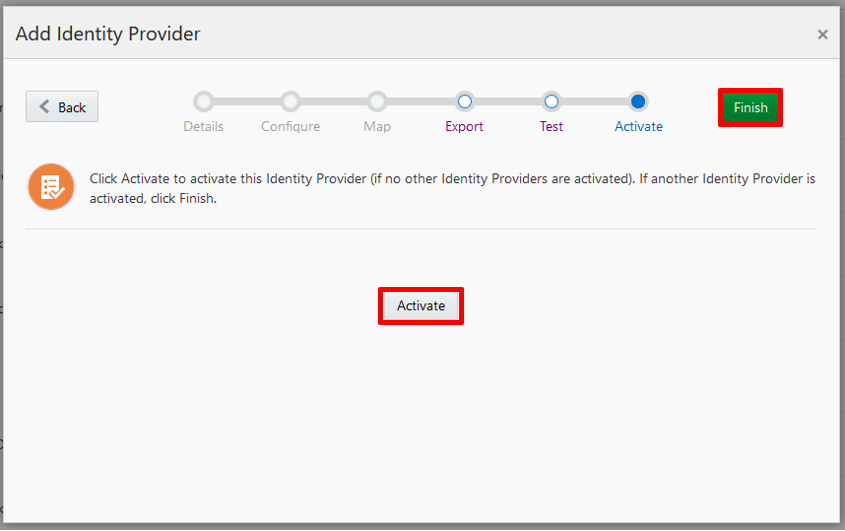 Add Identity Provider
×
Back
Details
Configure
Map
Export
Test
Activate
Finish
Click Activate to activate this Identity Provider (if no other Identity Providers are activated). If another Identity Provider is
activated, click Finish.
Activate